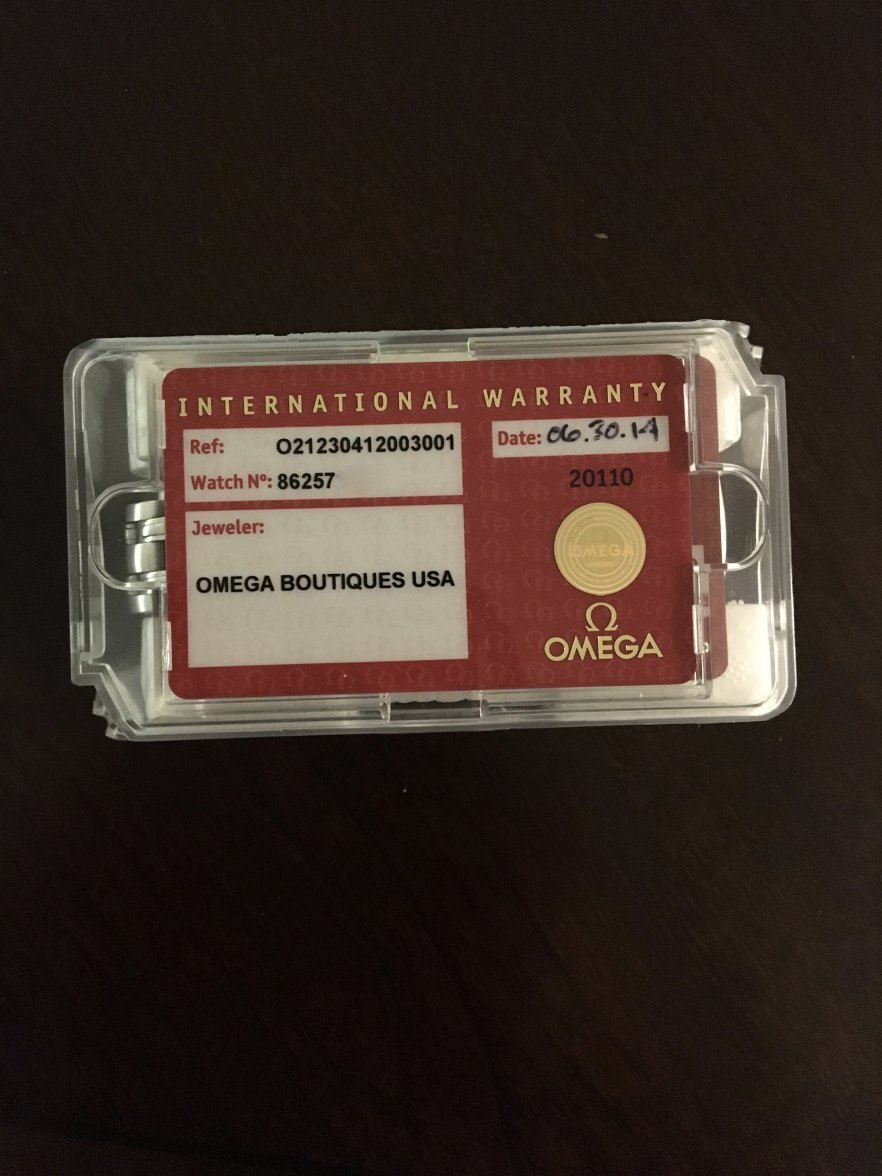 INTERNATIONAL WARRANTY
Ref: O21230412003001
Watch Nº: 86257
Date: 06.30.14
20110
Jeweler:
OMEGA BOUTIQUES USA
OMEGA
Ω
OMEGA